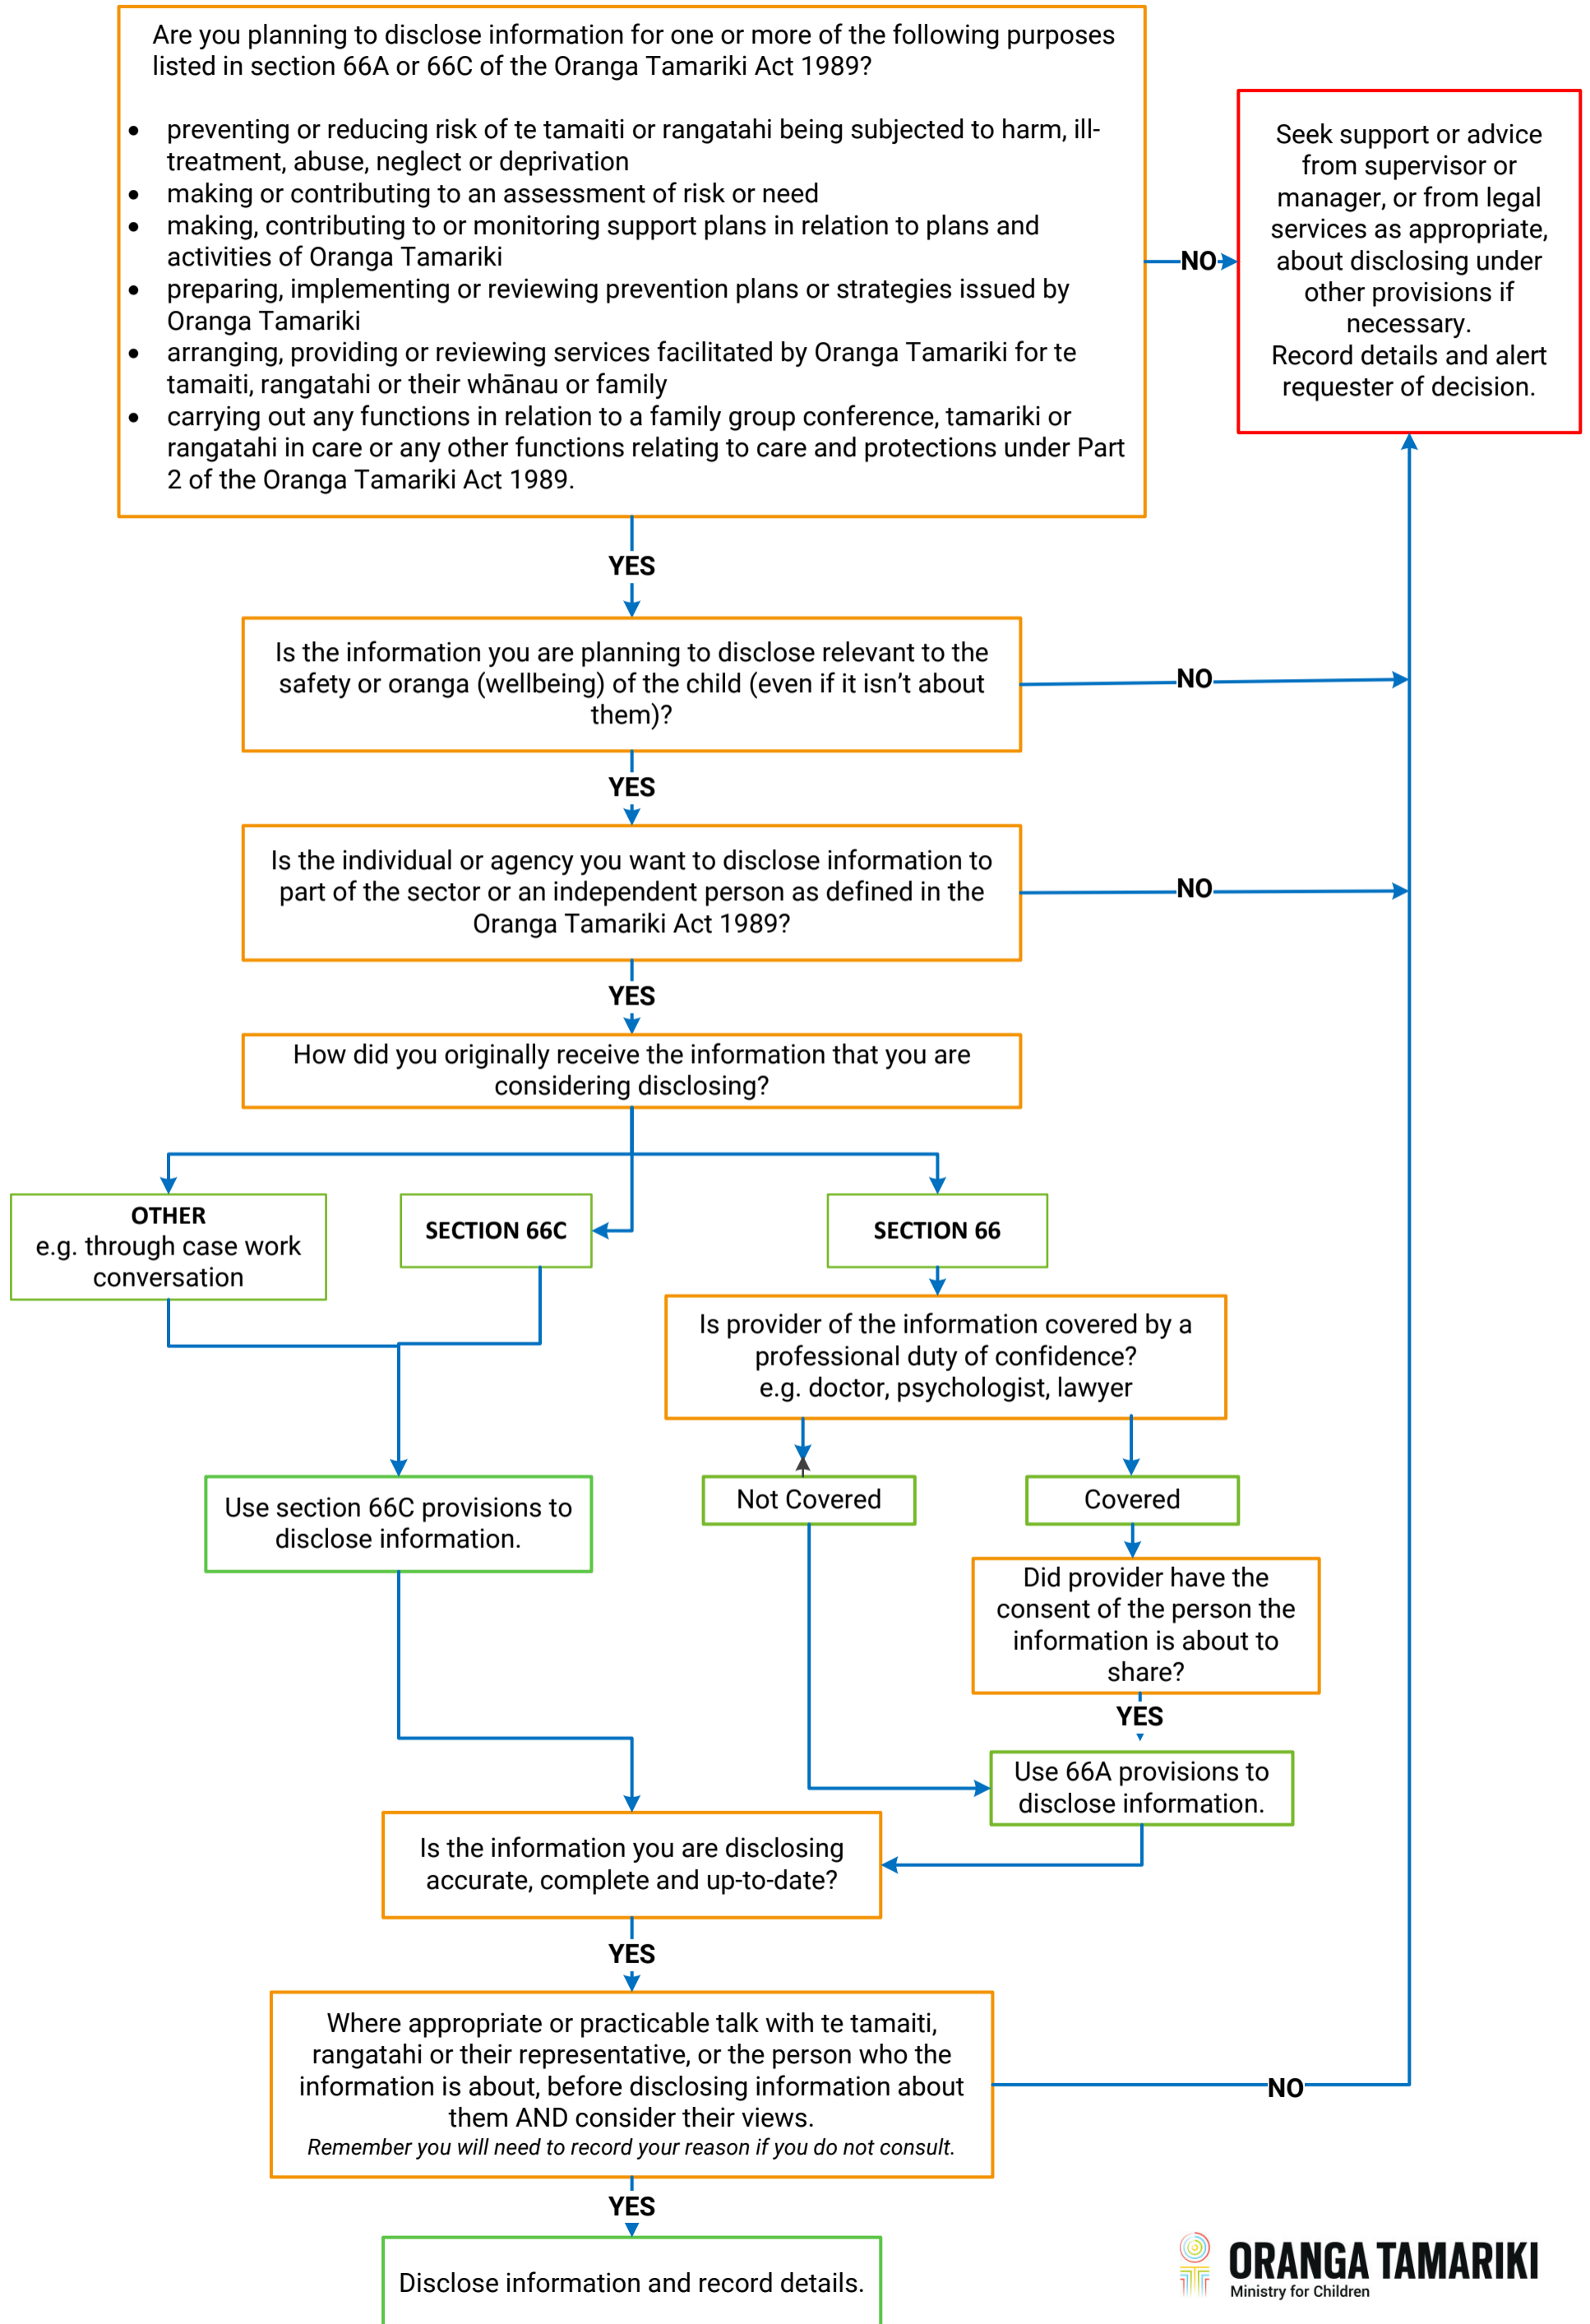 Are you planning to disclose information for one or more of the following purposes
listed in section 66A or 66C of the Oranga Tamariki Act 1989?
• preventing or reducing risk of te tamaiti or rangatahi being subjected to harm, ill-
treatment, abuse, neglect or deprivation
• making or contributing to an assessment of risk or need
• making, contributing to or monitoring support plans in relation to plans and
activities of Oranga Tamariki
• preparing, implementing or reviewing prevention plans or strategies issued by
Oranga Tamariki
• arranging, providing or reviewing services facilitated by Oranga Tamariki for te
tamaiti, rangatahi or their whānau or family
• carrying out any functions in relation to a family group conference, tamariki or
rangatahi in care or any other functions relating to care and protections under Part
2 of the Oranga Tamariki Act 1989.
NO
Seek support or advice
from supervisor or
manager, or from legal
services as appropriate,
about disclosing under
other provisions if
necessary.
Record details and alert
requester of decision.
YES
Is the information you are planning to disclose relevant to the
safety or oranga (wellbeing) of the child (even if it isn't about
them)?
NO
YES
Is the individual or agency you want to disclose information to
part of the sector or an independent person as defined in the
Oranga Tamariki Act 1989?
NO
YES
How did you originally receive the information that you are
considering disclosing?
OTHER
e.g. through case work
conversation
SECTION 66C
SECTION 66
Is provider of the information covered by a
professional duty of confidence?
e.g. doctor, psychologist, lawyer
Use section 66C provisions to
disclose information.
Not Covered
Covered
Did provider have the
consent of the person the
information is about to
share?
YES
Use 66A provisions to
disclose information.
Is the information you are disclosing
accurate, complete and up-to-date?
YES
Where appropriate or practicable talk with te tamaiti,
rangatahi or their representative, or the person who the
information is about, before disclosing information about
them AND consider their views.
Remember you will need to record your reason if you do not consult.
NO
YES
Disclose information and record details.
ORANGA TAMARIKI
Ministry for Children